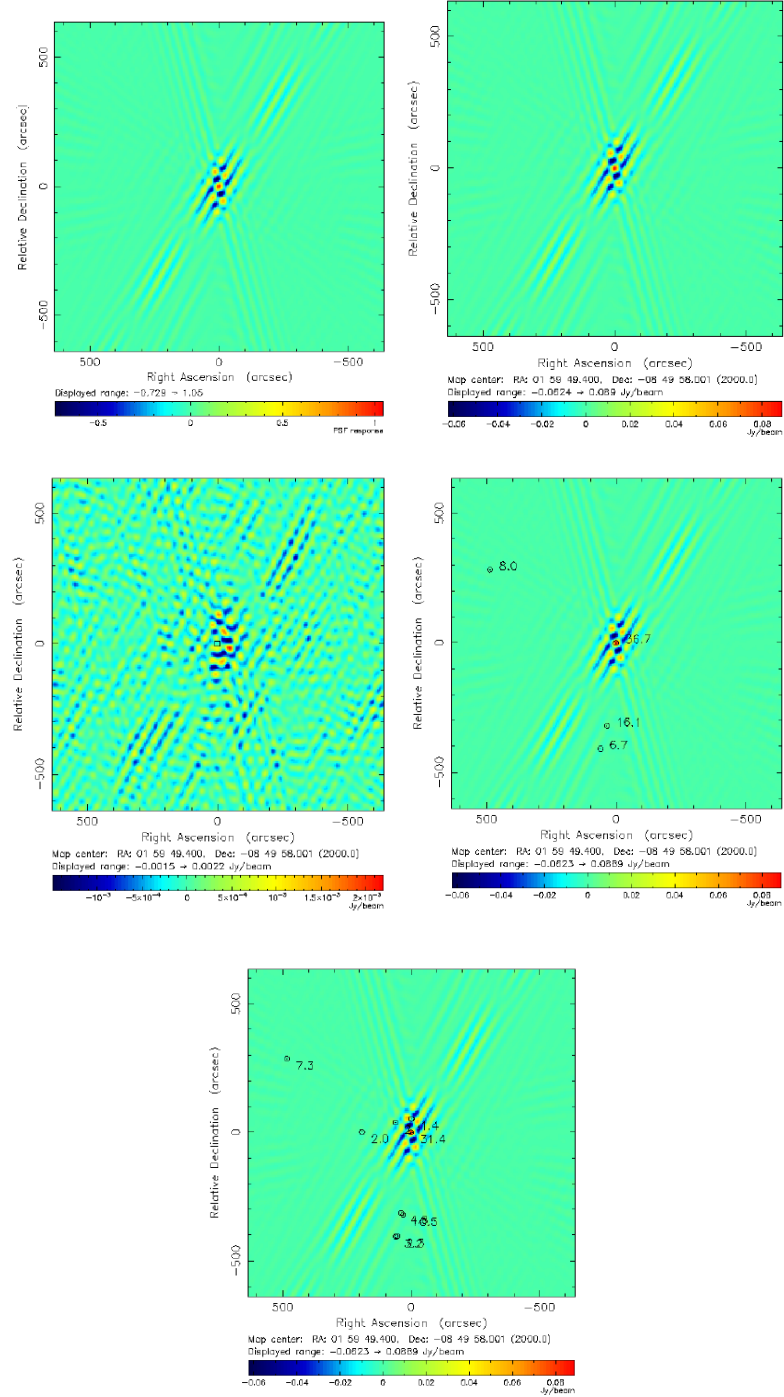 Relative Declination (arcsec)
500
0
−500
500 0 −500
Right Ascension (arcsec)
Displayed range: −0.729 → 1.05
−0.5 0 0.5 1
PSF response
Relative Declination (arcsec)
500
0
−500
500 0 −500
Right Ascension (arcsec)
Map center: RA: 01 59 49.400, Dec: −08 49 58.001 (2000.0)
Displayed range: −0.0624 → 0.089 Jy/beam
−0.06 −0.04 −0.02 0 0.02 0.04 0.06 0.08
Jy/beam
Relative Declination (arcsec)
500
0
−500
500 0 −500
Right Ascension (arcsec)
Map center: RA: 01 59 49.400, Dec: −08 49 58.001 (2000.0)
Displayed range: −0.0015 → 0.0022 Jy/beam
−10⁻³ −5×10⁻⁴ 0 5×10⁻⁴ 10⁻³ 1.5×10⁻³ 2×10⁻³
Jy/beam
Relative Declination (arcsec)
500
0
−500
8.0
36.7
16.1
6.7
500 0 −500
Right Ascension (arcsec)
Map center: RA: 01 59 49.400, Dec: −08 49 58.001 (2000.0)
Displayed range: −0.0623 → 0.0889 Jy/beam
−0.06 −0.04 −0.02 0 0.02 0.04 0.06 0.08
Jy/beam
Relative Declination (arcsec)
500
0
−500
7.3
1.4
2.0 31.4
500 0 −500
Right Ascension (arcsec)
Map center: RA: 01 59 49.400, Dec: −08 49 58.001 (2000.0)
Displayed range: −0.0623 → 0.0889 Jy/beam
−0.06 −0.04 −0.02 0 0.02 0.04 0.06 0.08
Jy/beam